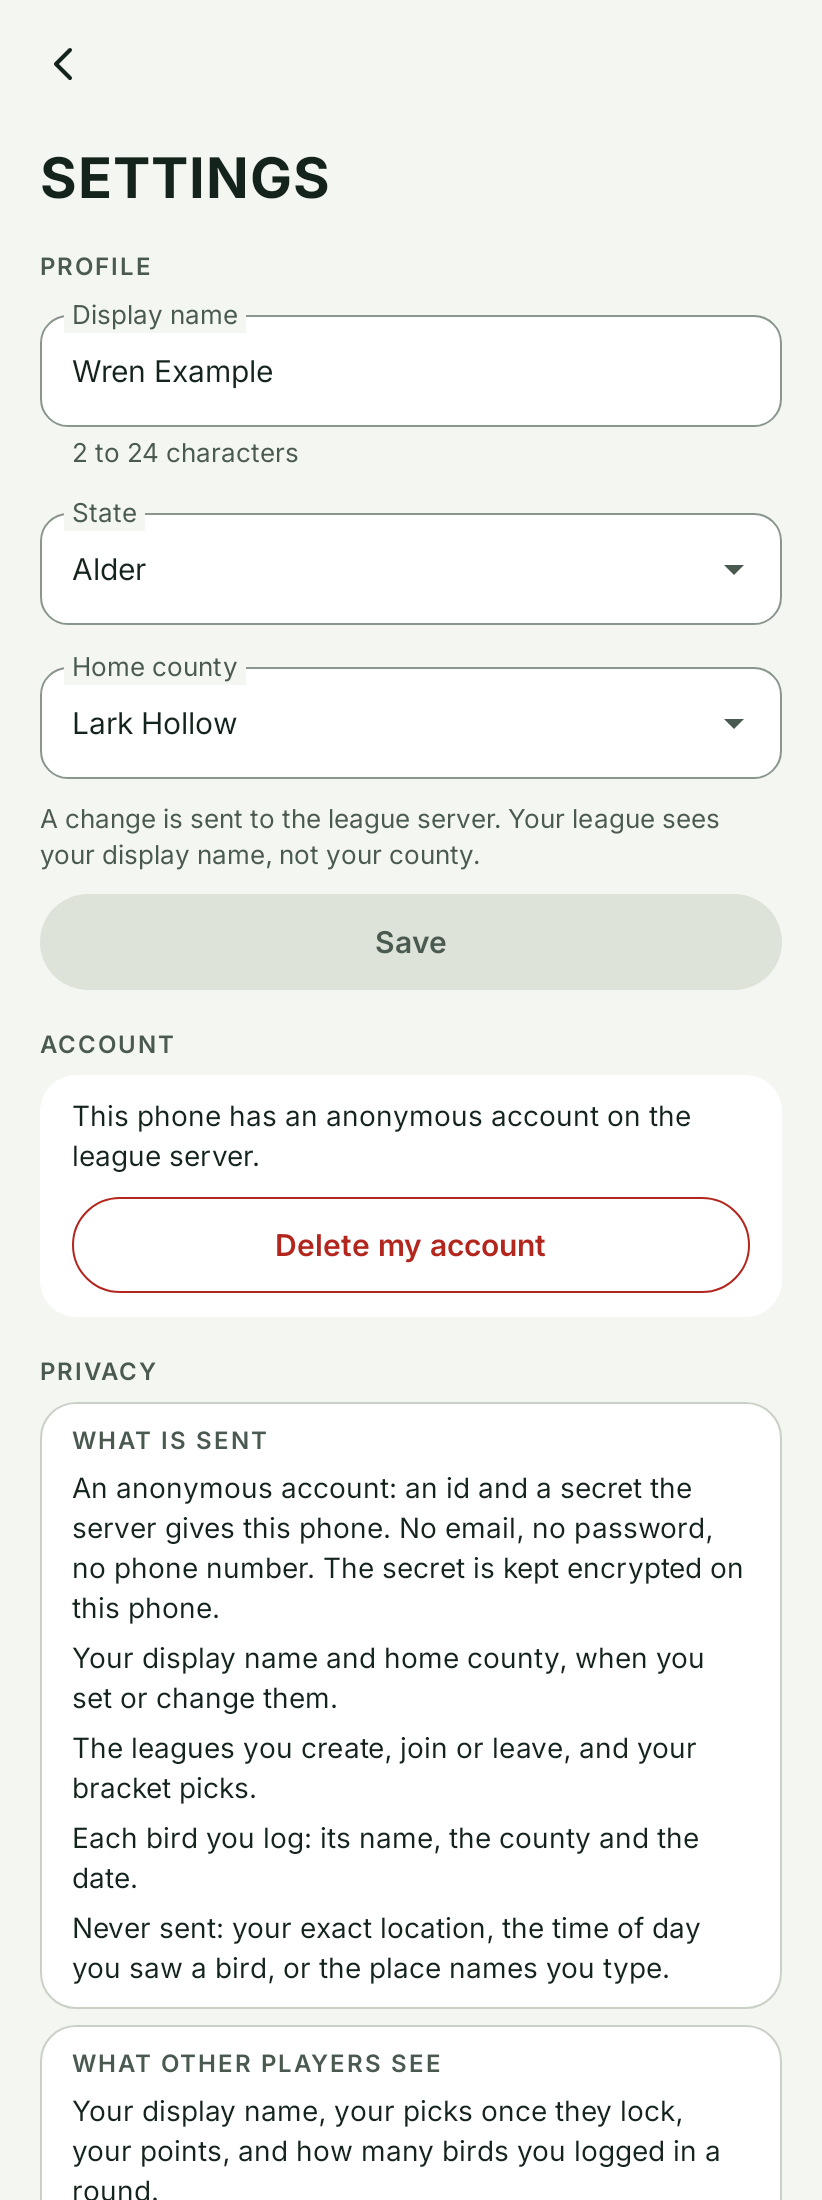 SETTINGS
PROFILE
Display name
Wren Example
2 to 24 characters
State
Alder
Home county
Lark Hollow
A change is sent to the league server. Your league sees
your display name, not your county.
Save
ACCOUNT
This phone has an anonymous account on the
league server.
Delete my account
PRIVACY
WHAT IS SENT
An anonymous account: an id and a secret the
server gives this phone. No email, no password,
no phone number. The secret is kept encrypted on
this phone.
Your display name and home county, when you
set or change them.
The leagues you create, join or leave, and your
bracket picks.
Each bird you log: its name, the county and the
date.
Never sent: your exact location, the time of day
you saw a bird, or the place names you type.
WHAT OTHER PLAYERS SEE
Your display name, your picks once they lock,
your points, and how many birds you logged in a
round.